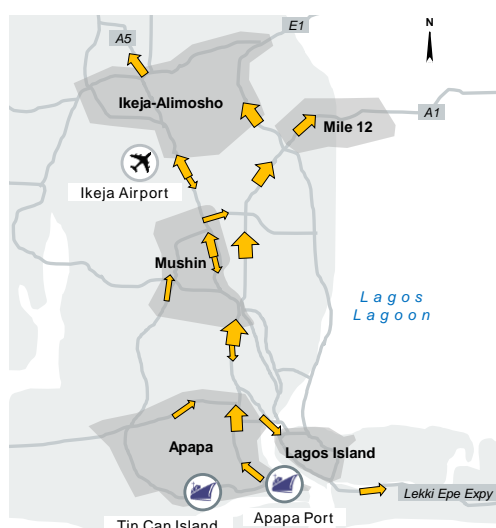 E1
A5
N
Ikeja-Alimosho
A1
Mile 12
Ikeja Airport
Mushin
Lagos
Lagoon
Apapa
Lagos Island
Lekki Epe Expy
Apapa Port
Tin Can Island